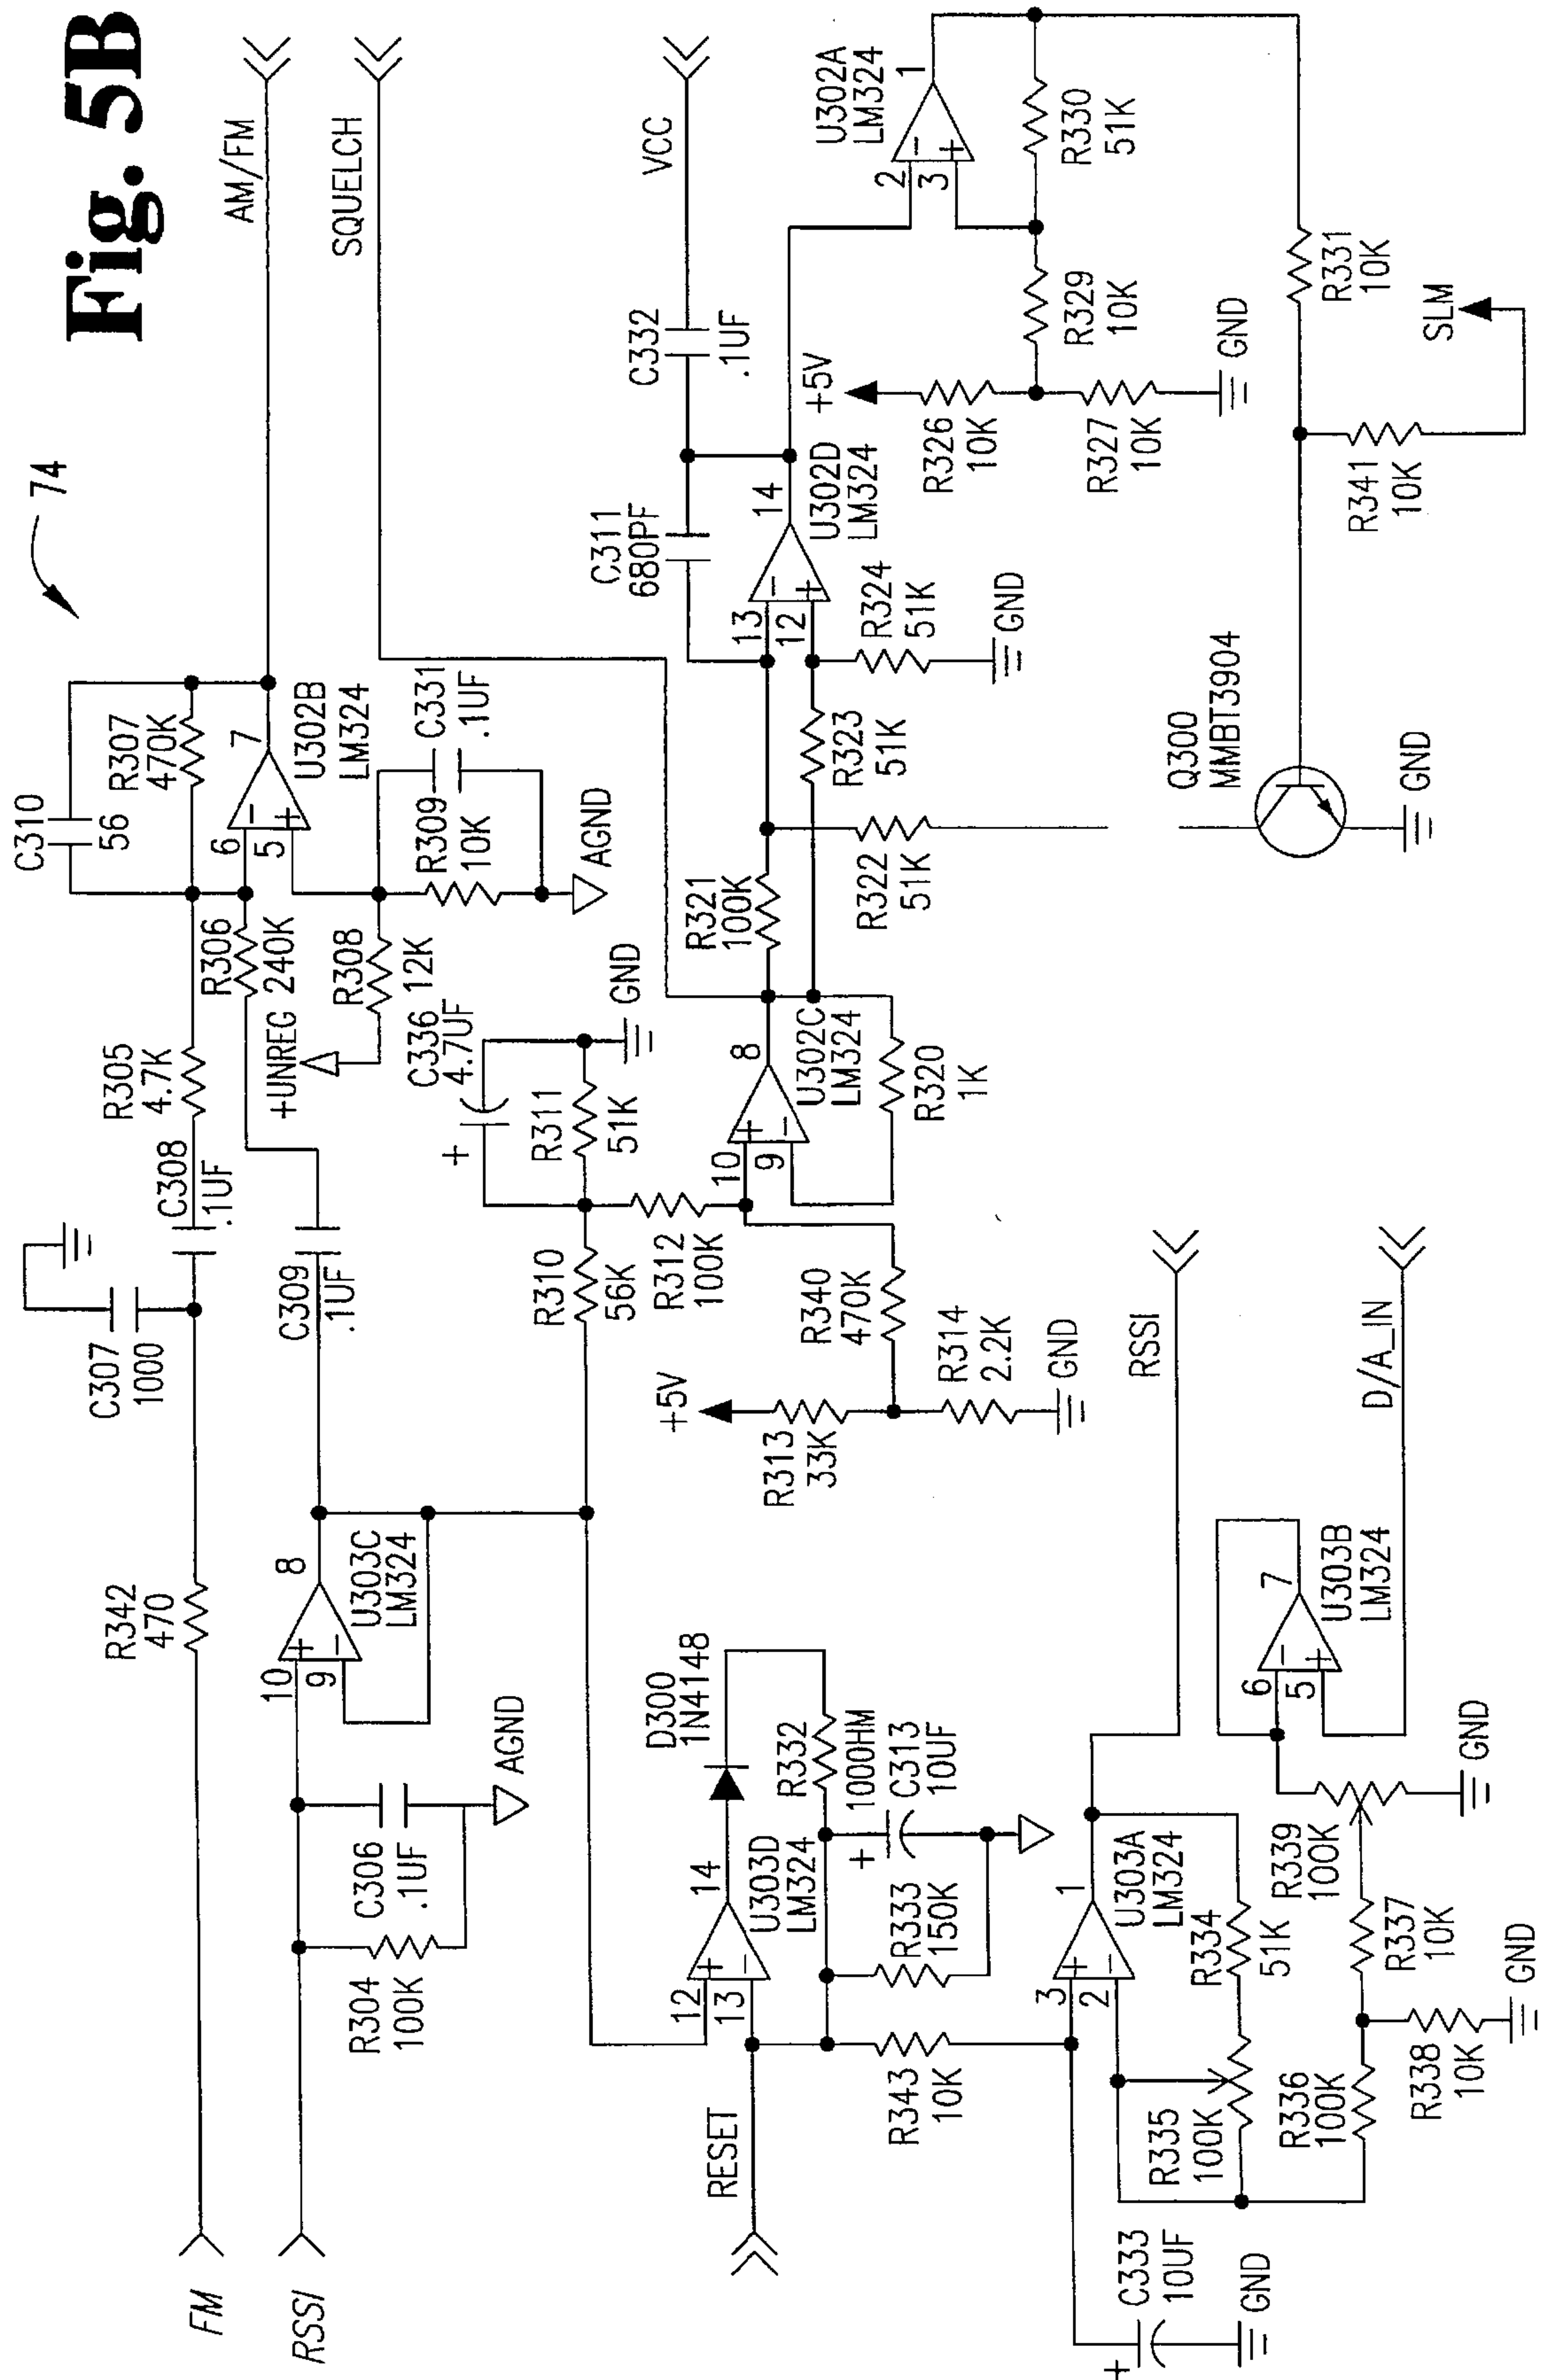 Fig. 5B
74
FM
R342
470
C307
1000
C308
.1UF
R305
4.7K
C310
56
R307
470K
AM/FM
RSSI
R304
100K
C306
.1UF
AGND
10
9
8
U303C
LM324
C309
.1UF
R306
240K
+UNREG
R308
12K
6
5
7
U302B
LM324
R309
10K
C331
.1UF
AGND
SQUELCH
R310
56K
R311
51K
C336
4.7UF
+
GND
R312
100K
10
9
8
U302C
LM324
R320
1K
R340
470K
+5V
R313
33K
R314
2.2K
GND
R321
100K
R322
51K
R323
51K
R324
51K
GND
13
12
14
U302D
LM324
C311
680PF
C332
.1UF
VCC
+5V
R326
10K
R327
10K
GND
R329
10K
R330
51K
2
3
1
U302A
LM324
R331
10K
R341
10K
SLM
Q300
MMBT3904
GND
RESET
12
13
14
U303D
LM324
D300
1N4148
R332
100OHM
C313
10UF
+
R333
150K
R343
10K
3
2
1
U303A
LM324
RSSI
R334
51K
R335
100K
R336
100K
R337
10K
R338
10K
GND
R339
100K
GND
6
5
7
U303B
LM324
D/A_IN
C333
10UF
+
GND